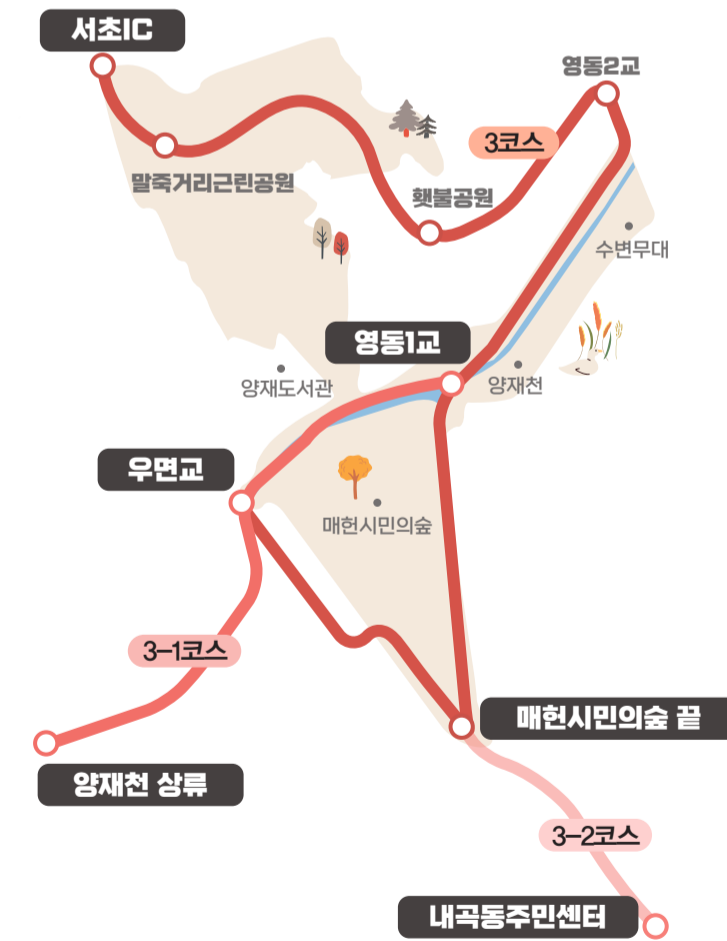 서초IC
영동2교
3코스
말죽거리근린공원
횃불공원
수변무대
영동1교
양재도서관
양재천
우면교
매헌시민의숲
3-1코스
매헌시민의숲 끝
양재천 상류
3-2코스
내곡동주민센터